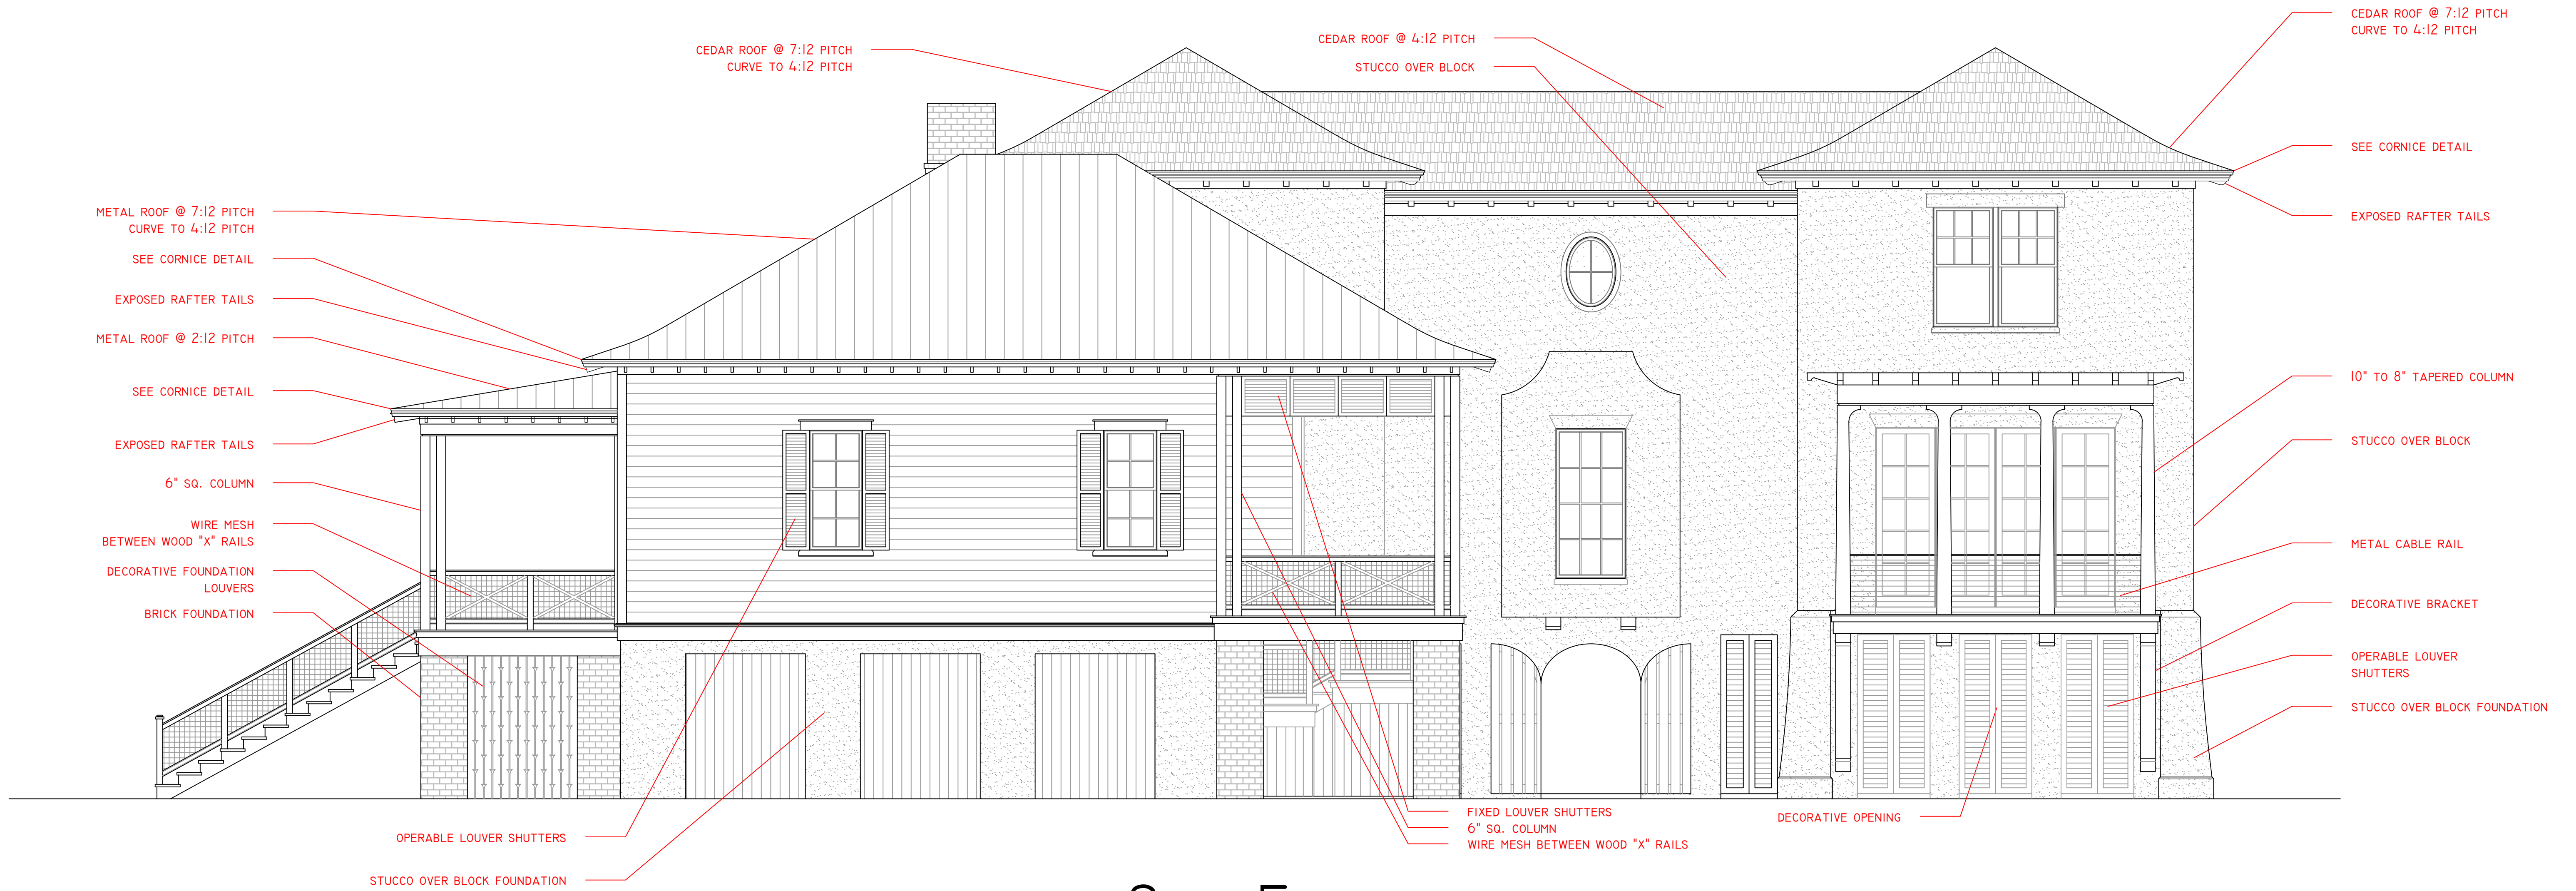 CEDAR ROOF @ 7:12 PITCH
CURVE TO 4:12 PITCH
CEDAR ROOF @ 4:12 PITCH
STUCCO OVER BLOCK
CEDAR ROOF @ 7:12 PITCH
CURVE TO 4:12 PITCH
SEE CORNICE DETAIL
EXPOSED RAFTER TAILS
METAL ROOF @ 7:12 PITCH
CURVE TO 4:12 PITCH
SEE CORNICE DETAIL
EXPOSED RAFTER TAILS
METAL ROOF @ 2:12 PITCH
SEE CORNICE DETAIL
EXPOSED RAFTER TAILS
6" SQ. COLUMN
WIRE MESH
BETWEEN WOOD "X" RAILS
DECORATIVE FOUNDATION
LOUVERS
BRICK FOUNDATION
10" TO 8" TAPERED COLUMN
STUCCO OVER BLOCK
METAL CABLE RAIL
DECORATIVE BRACKET
OPERABLE LOUVER
SHUTTERS
STUCCO OVER BLOCK FOUNDATION
OPERABLE LOUVER SHUTTERS
STUCCO OVER BLOCK FOUNDATION
FIXED LOUVER SHUTTERS
6" SQ. COLUMN
WIRE MESH BETWEEN WOOD "X" RAILS
DECORATIVE OPENING